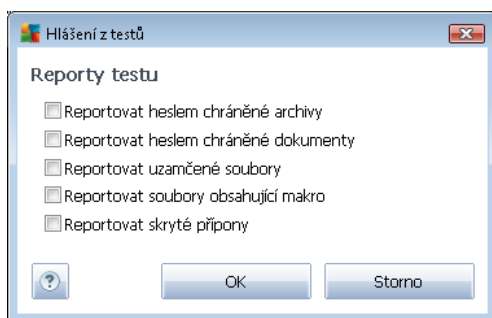 Hlášení z testů
Reporty testu
Reportovat heslem chráněné archivy
Reportovat heslem chráněné dokumenty
Reportovat uzamčené soubory
Reportovat soubory obsahující makro
Reportovat skryté přípony
?
OK
Storno